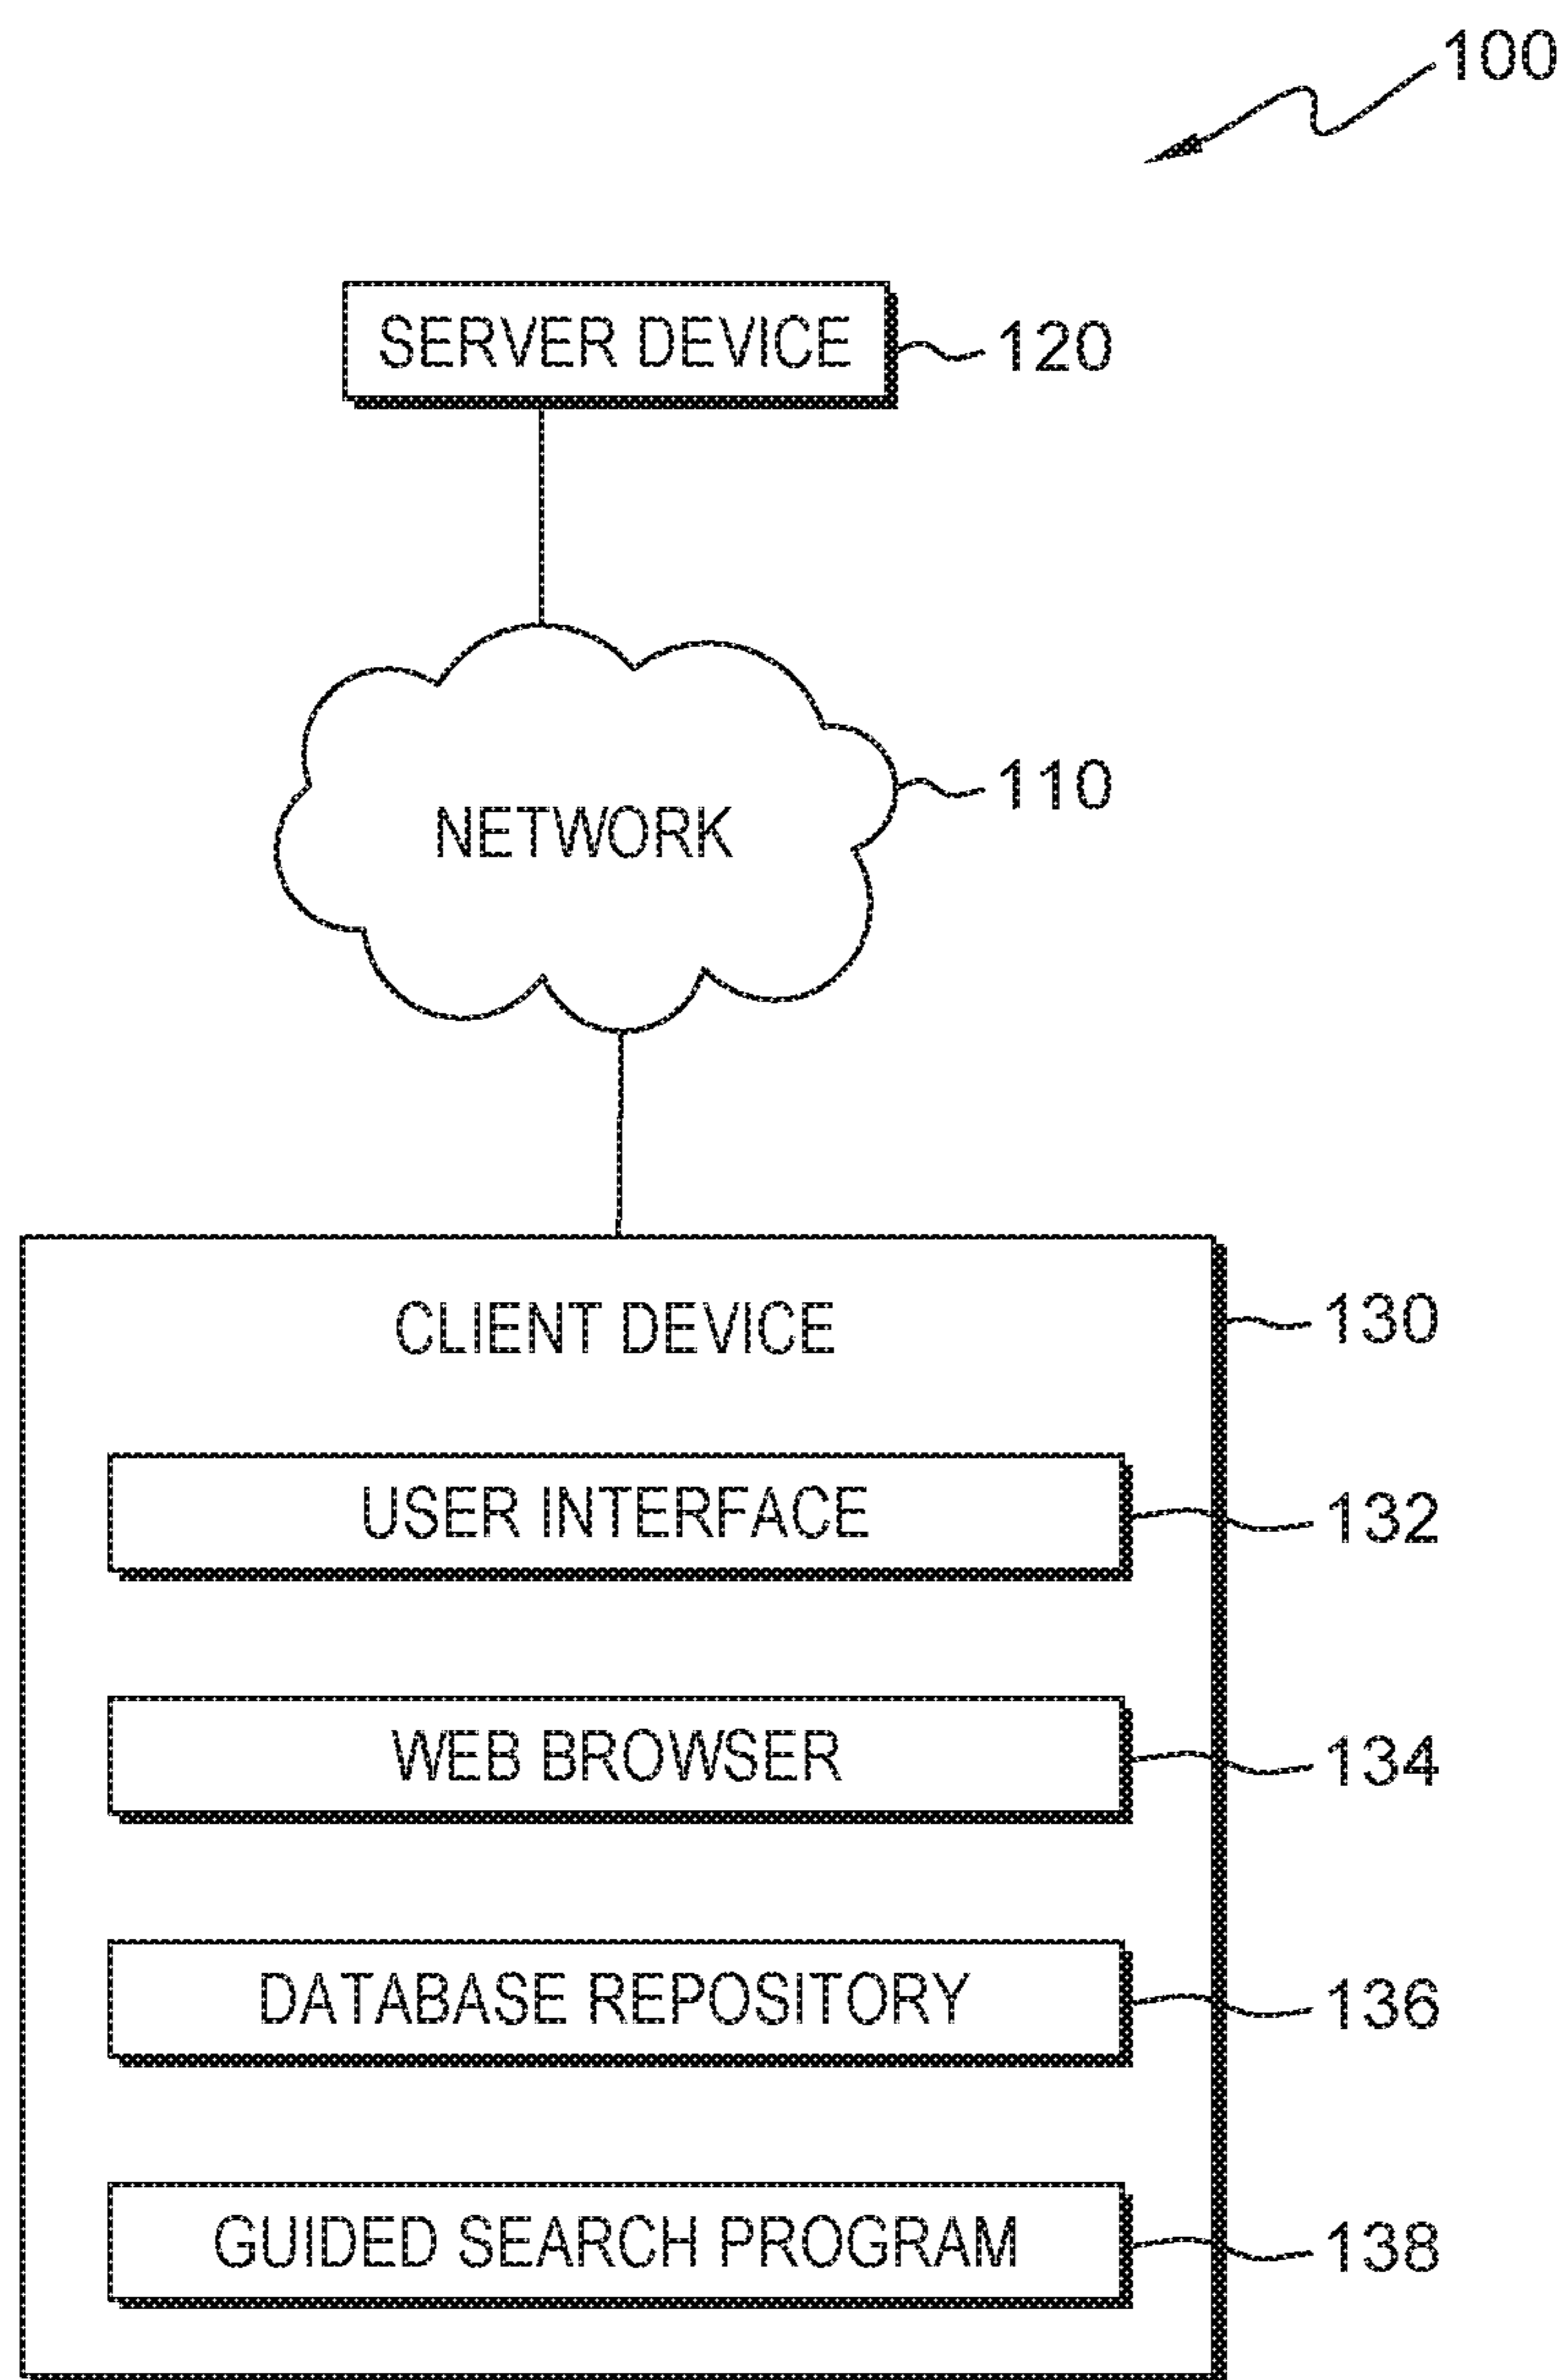 100
SERVER DEVICE
120
NETWORK
110
CLIENT DEVICE
130
USER INTERFACE
132
WEB BROWSER
134
DATABASE REPOSITORY
136
GUIDED SEARCH PROGRAM
138